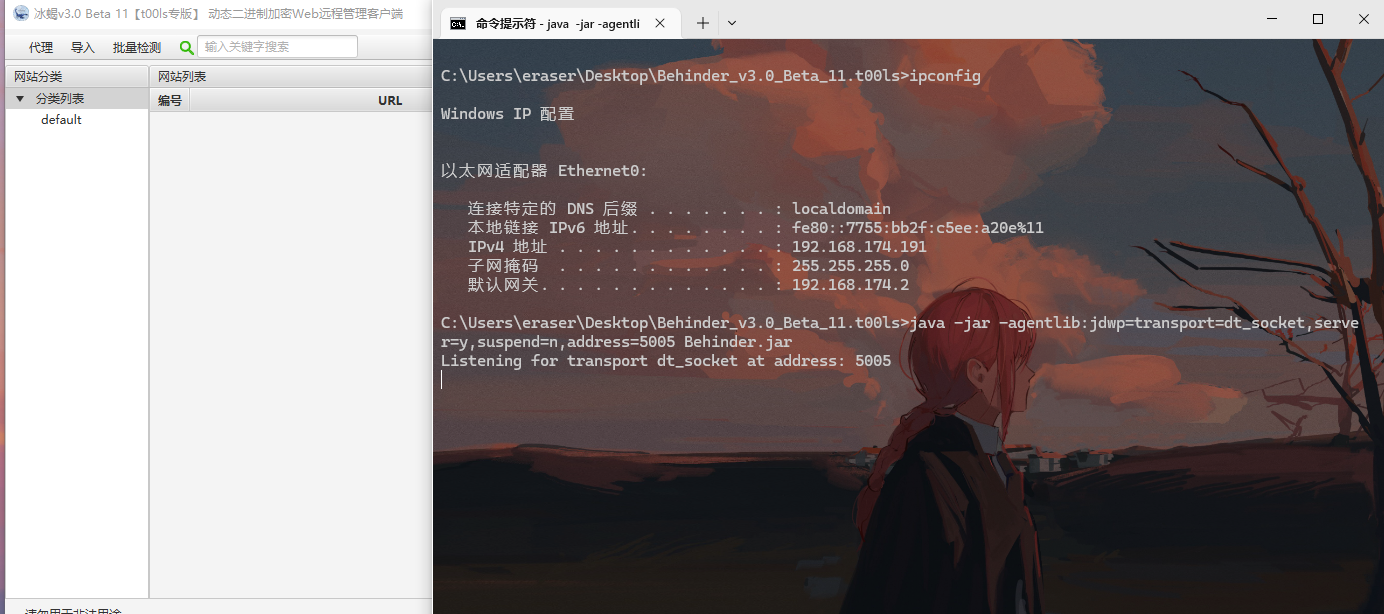 冰蝎v3.0 Beta 11【t00ls专版】 动态二进制加密Web远程管理客户端
代理 导入 批量检测 输入关键字搜索
网站分类 网站列表
分类列表 编号 URL
default
请勿用于非法用途
命令提示符 - java -jar -agentli
C:\Users\eraser\Desktop\Behinder_v3.0_Beta_11.t00ls>ipconfig
Windows IP 配置
以太网适配器 Ethernet0:
连接特定的 DNS 后缀 . . . . . . . : localdomain
本地链接 IPv6 地址. . . . . . . . : fe80::7755:bb2f:c5ee:a20e%11
IPv4 地址 . . . . . . . . . . . . : 192.168.174.191
子网掩码 . . . . . . . . . . . . : 255.255.255.0
默认网关. . . . . . . . . . . . . : 192.168.174.2
C:\Users\eraser\Desktop\Behinder_v3.0_Beta_11.t00ls>java -jar -agentlib:jdwp=transport=dt_socket,serve
r=y,suspend=n,address=5005 Behinder.jar
Listening for transport dt_socket at address: 5005